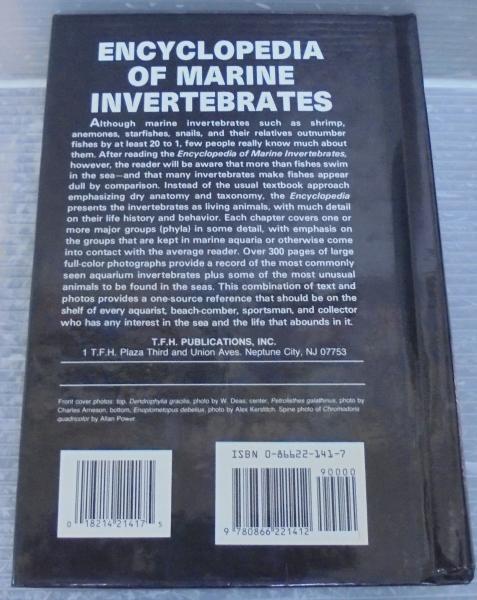 ENCYCLOPEDIA
OF MARINE
INVERTEBRATES
Although marine invertebrates such as shrimp,
anemones, starfishes, snails, and their relatives outnumber
fishes by at least 20 to 1, few people really know much about
them. After reading the Encyclopedia of Marine Invertebrates,
however, the reader will be aware that more than fishes swim
in the sea—and that many invertebrates make fishes appear
dull by comparison. Instead of the usual textbook approach
emphasizing dry anatomy and taxonomy, the Encyclopedia
presents the invertebrates as living animals, with much detail
on their life history and behavior. Each chapter covers one or
more major groups (phyla) in some detail, with emphasis on
the groups that are kept in marine aquaria or otherwise come
into contact with the average reader. Over 300 pages of large
full-color photographs provide a record of the most commonly
seen aquarium invertebrates plus some of the most unusual
animals to be found in the seas. This combination of text and
photos provides a one-source reference that should be on the
shelf of every aquarist, beach-comber, sportsman, and collector
who has any interest in the sea and the life that abounds in it.
T.F.H. PUBLICATIONS, INC.
1 T.F.H. Plaza Third and Union Aves. Neptune City, NJ 07753
Front cover photos: top, Dendrophylia gracilis, photo by W. Deas; center, Petrolisthes galathinus, photo by
Charles Arneson; bottom, Enoplometopus debelius, photo by Alex Kerstitch. Spine photo of Chromodoris
quadricolor by Allan Power.
ISBN 0-86622-141-7
90000
0 18214 21417 5
9 780866 221412